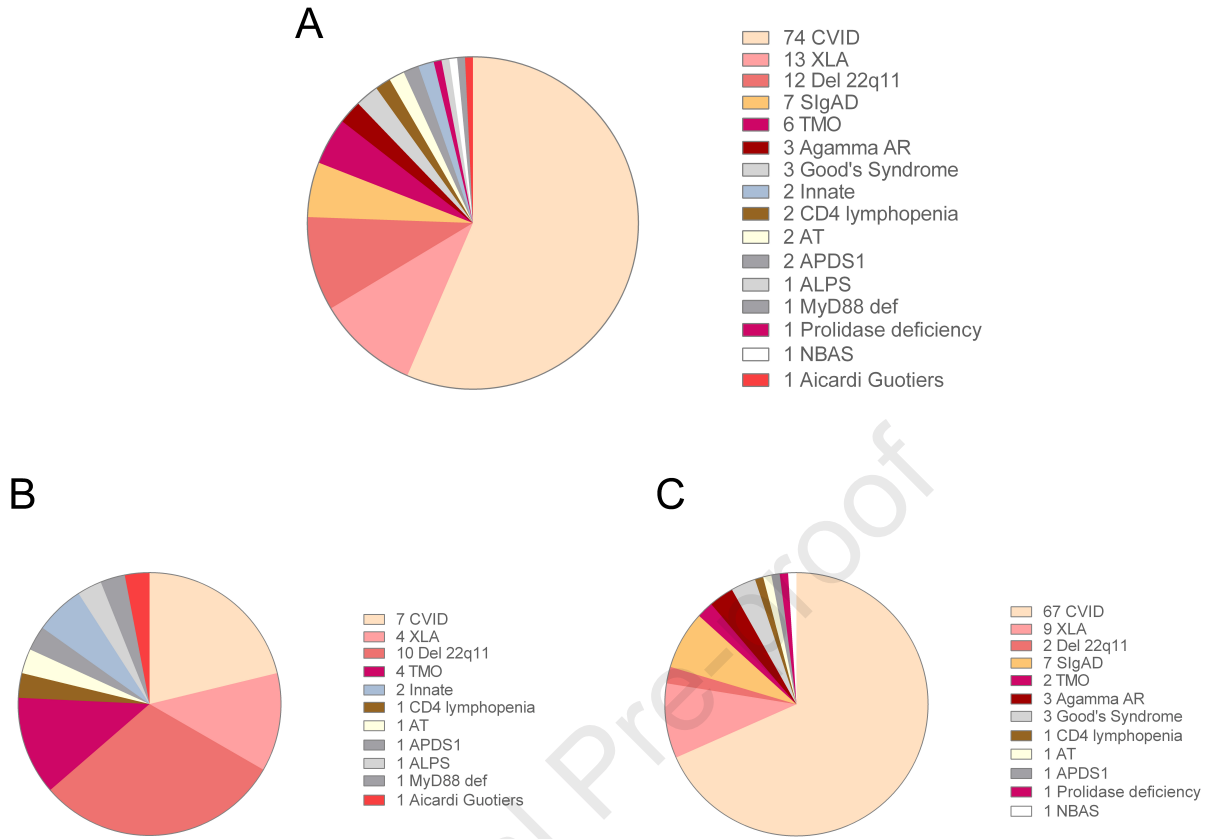 A
74 CVID
13 XLA
12 Del 22q11
7 SIgAD
6 TMO
3 Agamma AR
3 Good's Syndrome
2 Innate
2 CD4 lymphopenia
2 AT
2 APDS1
1 ALPS
1 MyD88 def
1 Prolidase deficiency
1 NBAS
1 Aicardi Guotiers
B
7 CVID
4 XLA
10 Del 22q11
4 TMO
2 Innate
1 CD4 lymphopenia
1 AT
1 APDS1
1 ALPS
1 MyD88 def
1 Aicardi Guotiers
C
67 CVID
9 XLA
2 Del 22q11
7 SIgAD
2 TMO
3 Agamma AR
3 Good's Syndrome
1 CD4 lymphopenia
1 AT
1 APDS1
1 Prolidase deficiency
1 NBAS
Pre-proof